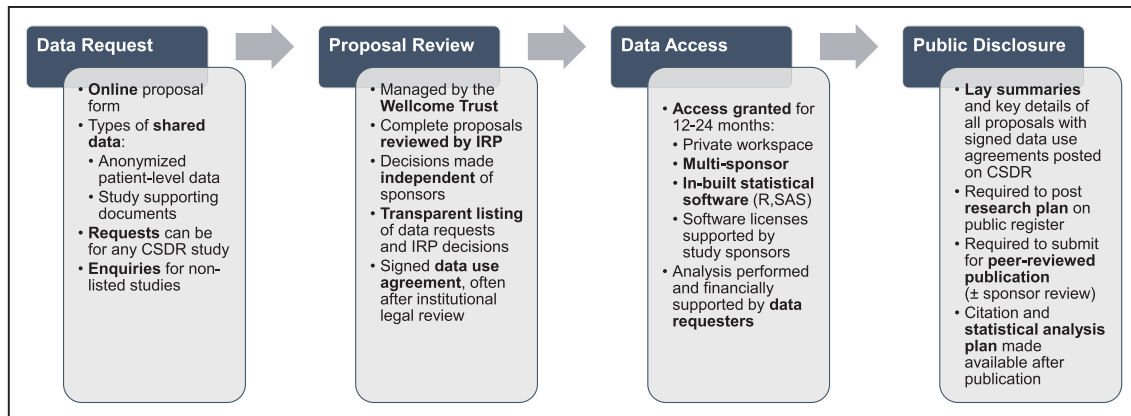 Data Request
• Online proposal
form
• Types of shared
data:
• Anonymized
patient-level data
• Study supporting
documents
• Requests can be
for any CSDR study
• Enquiries for non-
listed studies
Proposal Review
• Managed by the
Wellcome Trust
• Complete proposals
reviewed by IRP
• Decisions made
independent of
sponsors
• Transparent listing
of data requests
and IRP decisions
• Signed data use
agreement, often
after institutional
legal review
Data Access
• Access granted for
12-24 months:
• Private workspace
• Multi-sponsor
• In-built statistical
software (R,SAS)
• Software licenses
supported by
study sponsors
• Analysis performed
and financially
supported by data
requesters
Public Disclosure
• Lay summaries
and key details of
all proposals with
signed data use
agreements posted
on CSDR
• Required to post
research plan on
public register
• Required to submit
for peer-reviewed
publication
(± sponsor review)
• Citation and
statistical analysis
plan made
available after
publication